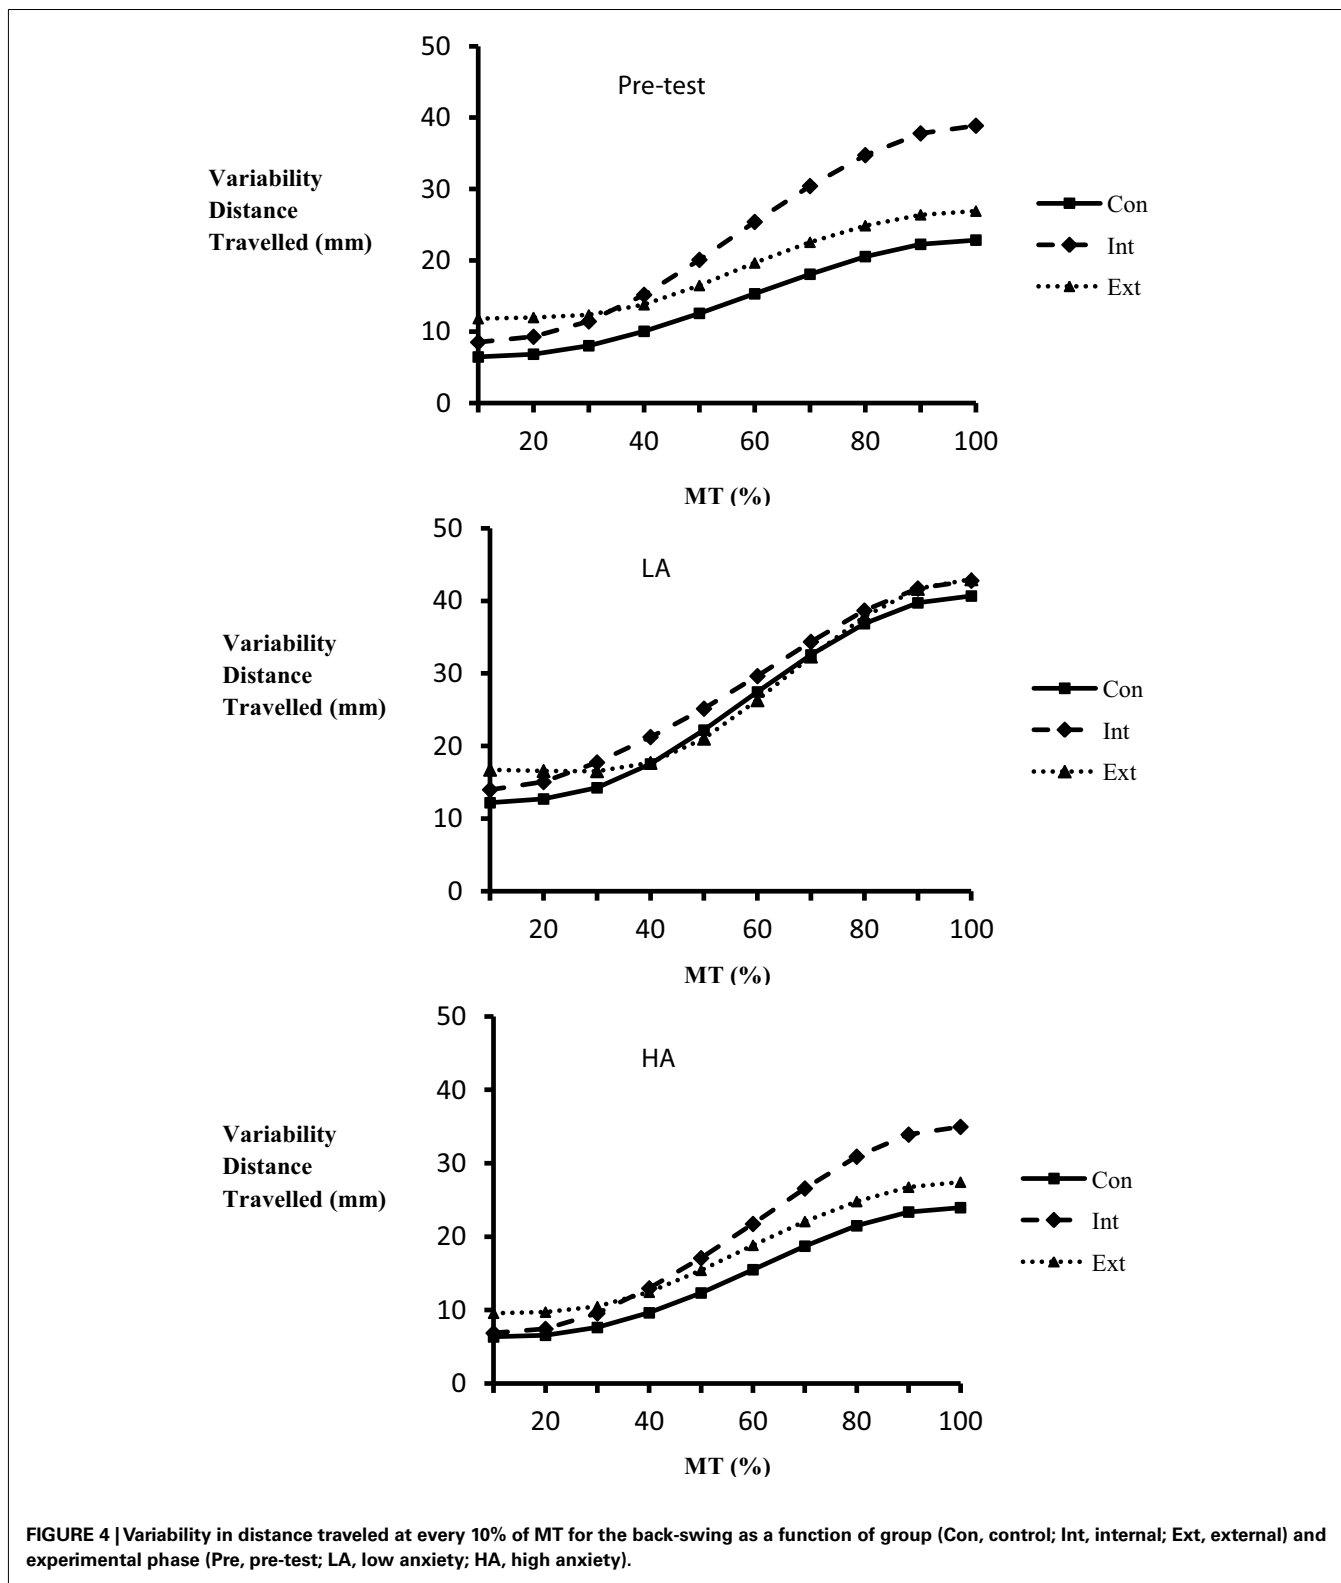 50
Pre-test
40
Variability
Distance
Travelled (mm)
30
20
10
0
Con
Int
Ext
20 40 60 80 100
MT (%)
50
LA
40
Variability
Distance
Travelled (mm)
30
20
10
0
Con
Int
Ext
20 40 60 80 100
MT (%)
50
HA
40
Variability
Distance
Travelled (mm)
30
20
10
0
Con
Int
Ext
20 40 60 80 100
MT (%)
FIGURE 4 | Variability in distance traveled at every 10% of MT for the back-swing as a function of group (Con, control; Int, internal; Ext, external) and
experimental phase (Pre, pre-test; LA, low anxiety; HA, high anxiety).